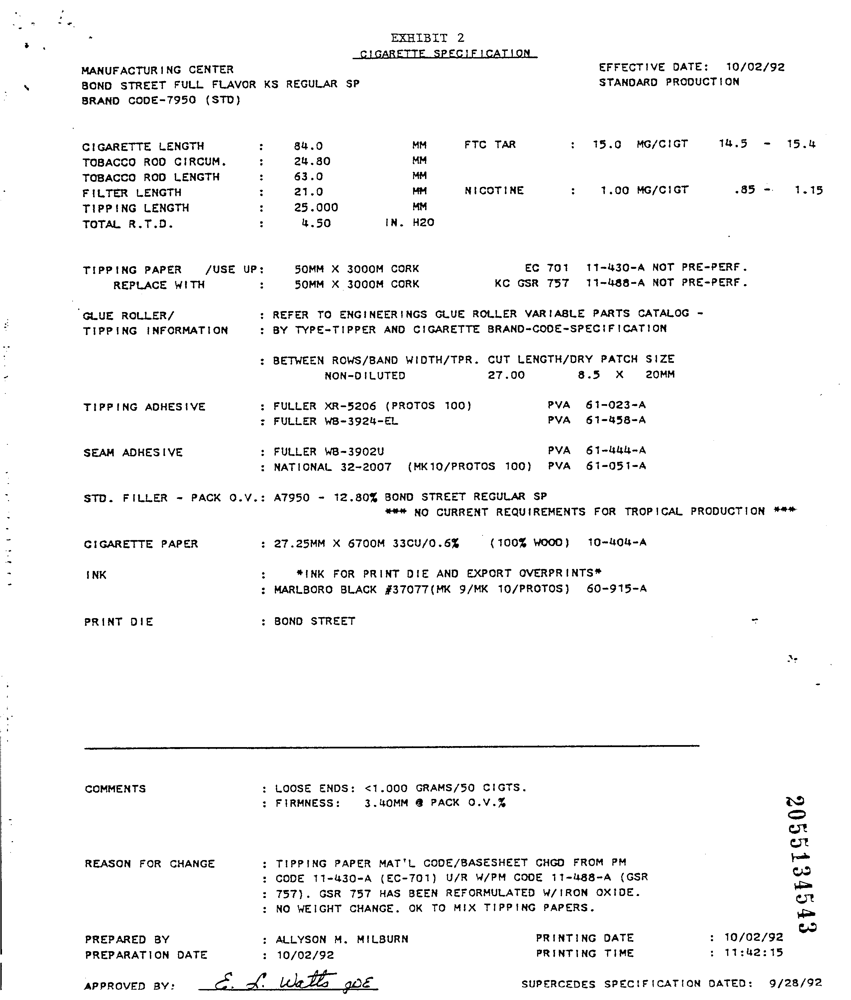 EXHIBIT 2
CIGARETTE SPECIFICATION
MANUFACTURING CENTER EFFECTIVE DATE: 10/02/92
BOND STREET FULL FLAVOR KS REGULAR SP STANDARD PRODUCTION
BRAND CODE-7950 (STD)
CIGARETTE LENGTH : 84.0 MM FTC TAR : 15.0 MG/CIGT 14.5 - 15.4
TOBACCO ROD CIRCUM. : 24.80 MM
TOBACCO ROD LENGTH : 63.0 MM
FILTER LENGTH : 21.0 MM NICOTINE : 1.00 MG/CIGT .85 - 1.15
TIPPING LENGTH : 25.000 MM
TOTAL R.T.D. : 4.50 IN. H2O
TIPPING PAPER /USE UP: 50MM X 3000M CORK EC 701 11-430-A NOT PRE-PERF.
REPLACE WITH : 50MM X 3000M CORK KC GSR 757 11-488-A NOT PRE-PERF.
GLUE ROLLER/ : REFER TO ENGINEERINGS GLUE ROLLER VARIABLE PARTS CATALOG -
TIPPING INFORMATION : BY TYPE-TIPPER AND CIGARETTE BRAND-CODE-SPECIFICATION
: BETWEEN ROWS/BAND WIDTH/TPR. CUT LENGTH/DRY PATCH SIZE
NON-DILUTED 27.00 8.5 X 20MM
TIPPING ADHESIVE : FULLER XR-5206 (PROTOS 100) PVA 61-023-A
: FULLER WB-3924-EL PVA 61-458-A
SEAM ADHESIVE : FULLER WB-3902U PVA 61-444-A
: NATIONAL 32-2007 (MK10/PROTOS 100) PVA 61-051-A
STD. FILLER - PACK O.V.: A7950 - 12.80% BOND STREET REGULAR SP
*** NO CURRENT REQUIREMENTS FOR TROPICAL PRODUCTION ***
CIGARETTE PAPER : 27.25MM X 6700M 33CU/0.6% (100% WOOD) 10-404-A
INK : *INK FOR PRINT DIE AND EXPORT OVERPRINTS*
: MARLBORO BLACK #37077(MK 9/MK 10/PROTOS) 60-915-A
PRINT DIE : BOND STREET
COMMENTS : LOOSE ENDS: <1.000 GRAMS/50 CIGTS.
: FIRMNESS: 3.40MM @ PACK O.V.%
REASON FOR CHANGE : TIPPING PAPER MAT'L CODE/BASESHEET CHGD FROM PM
: CODE 11-430-A (EC-701) U/R W/PM CODE 11-488-A (GSR
: 757). GSR 757 HAS BEEN REFORMULATED W/IRON OXIDE.
: NO WEIGHT CHANGE. OK TO MIX TIPPING PAPERS.
PREPARED BY : ALLYSON M. MILBURN PRINTING DATE : 10/02/92
PREPARATION DATE : 10/02/92 PRINTING TIME : 11:42:15
APPROVED BY: E. L. Watts SUPERCEDES SPECIFICATION DATED: 9/28/92
2055134543